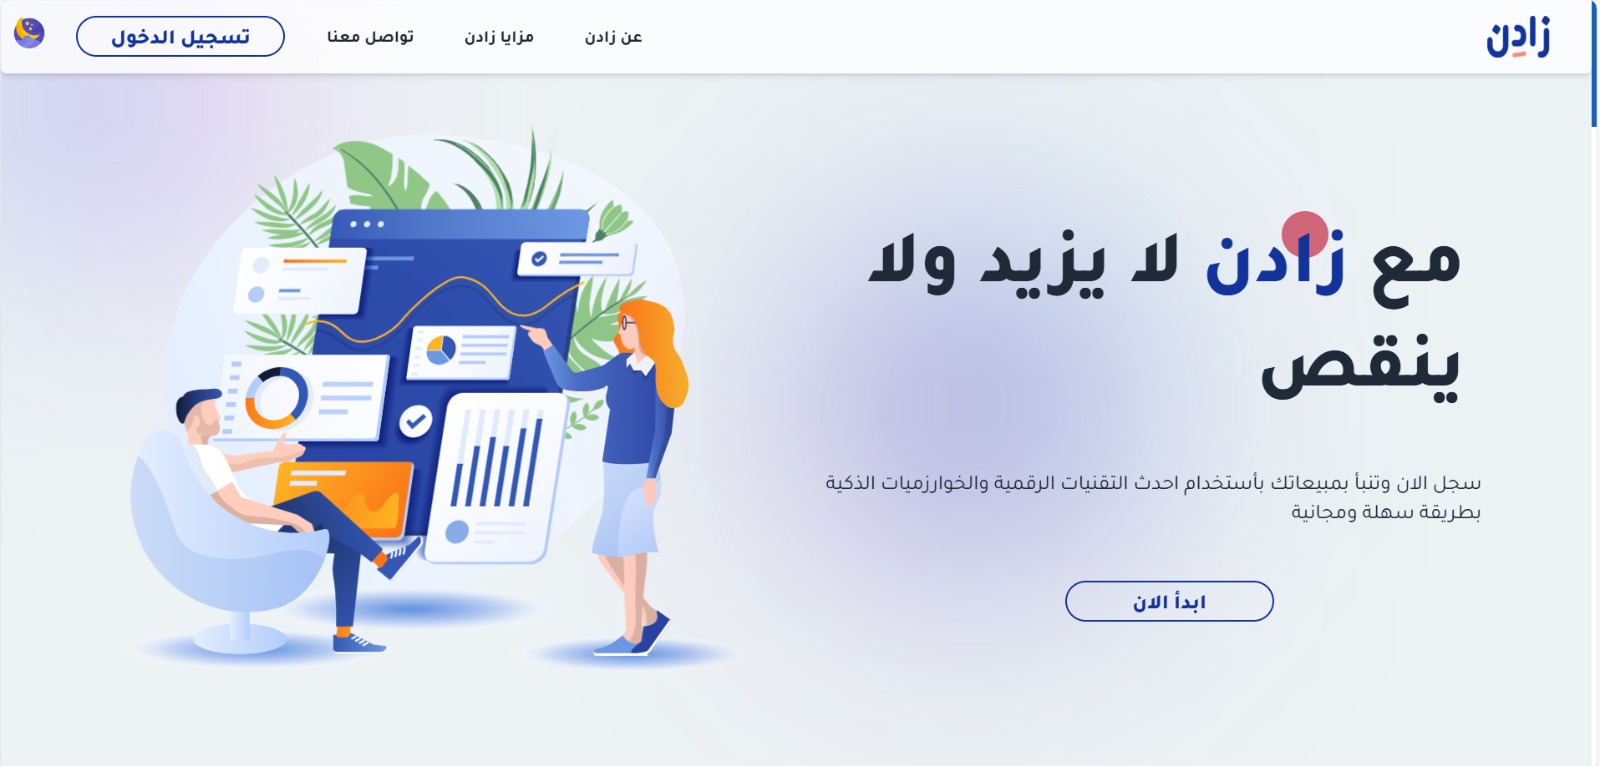 زادن
عن زادن
مزايا زادن
تواصل معنا
تسجيل الدخول
مع زادن لا يزيد ولا
ينقص
سجل الان وتنبأ بمبيعاتك بأستخدام احدث التقنيات الرقمية والخوارزميات الذكية
بطريقة سهلة ومجانية
ابدأ الان